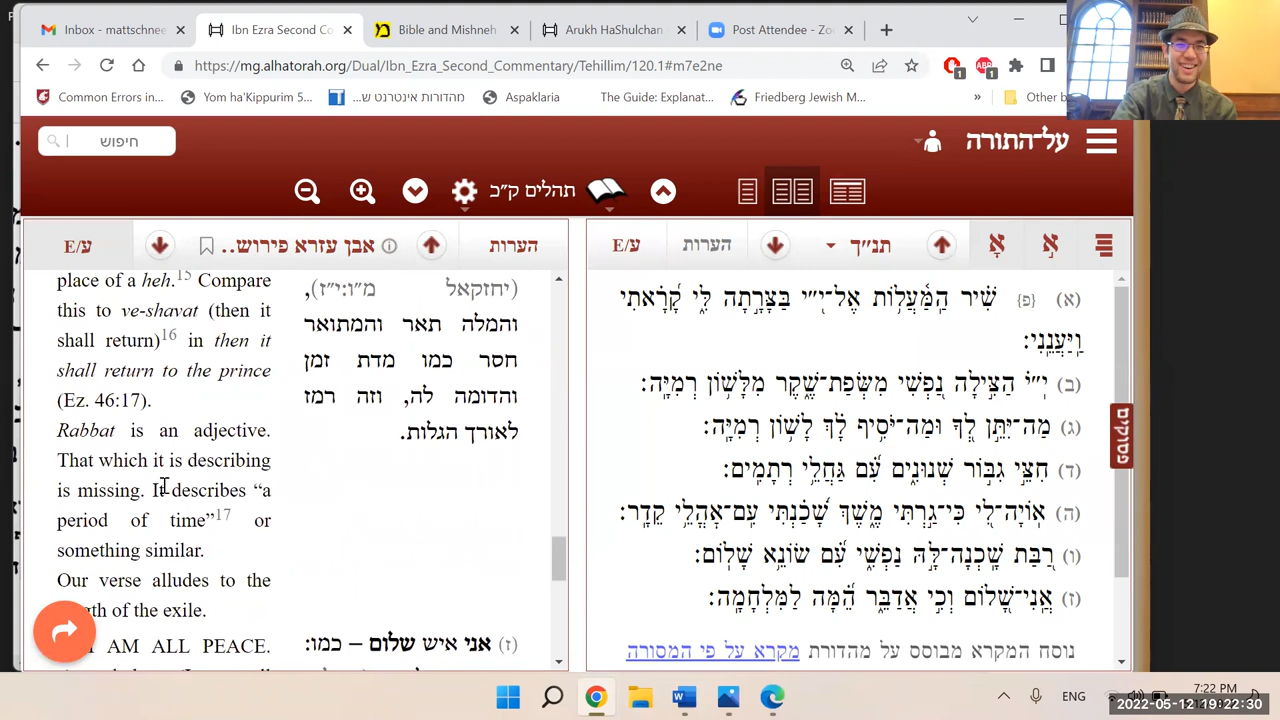 Inbox - mattschnee
Ibn Ezra Second Co
Bible and Mishneh
Arukh HaShulchan
Post Attendee - Zoo
https://mg.alhatorah.org/Dual/Ibn_Ezra_Second_Commentary/Tehillim/120.1#m7e2ne
Common Errors in...
Yom ha'Kippurim 5...
מהדורות אינטרנט ש...
Aspaklaria
The Guide: Explanat...
Friedberg Jewish M...
»
Other b
חיפוש
על־התורה
תהלים ק״כ
ע/E
אבן עזרא פירוש..
הערות
ע/E
הערות
תנ״ך
place of a heh.15 Compare
this to ve-shavat (then it
shall return)16 in then it
shall return to the prince
(Ez. 46:17).
Rabbat is an adjective.
That which it is describing
is missing. It describes “a
period of time”17 or
something similar.
Our verse alludes to the
gth of the exile.
I AM ALL PEACE.
(יחזקאל מ״ו:י״ז),
והמלה תאר והמתואר
חסר כמו מדת זמן
והדומה לה, וזה רמז
לאורך הגלות.
(ז) אני איש שלום – כמו:
(א) {פ} שִׁ֗יר הַֽמַּ֫עֲל֥וֹת אֶל־י״י֭ בַּצָּרָ֣תָה לִּ֑י קָ֝רָ֗אתִי
וַֽיַּעֲנֵֽנִי׃
(ב) י״י֗ הַצִּ֣ילָה נַ֭פְשִׁי מִשְּׂפַת־שֶׁ֑קֶר מִלָּשׁ֥וֹן רְמִיָּֽה׃
(ג) מַה־יִּתֵּ֣ן לְ֭ךָ וּמַה־יֹּסִ֥יף לָ֗ךְ לָשׁ֥וֹן רְמִיָּֽה׃
(ד) חִצֵּ֣י גִבּ֣וֹר שְׁנוּנִ֑ים עִ֝֗ם גַּחֲלֵ֥י רְתָמִֽים׃
(ה) אֽוֹיָה־לִ֭י כִּי־גַ֣רְתִּי מֶ֑שֶׁךְ שָׁ֝כַ֗נְתִּי עִֽם־אׇהֳלֵ֥י קֵדָֽר׃
(ו) רַ֭בַּת שָֽׁכְנָה־לָּ֣הּ נַפְשִׁ֑י עִ֝֗ם שׂוֹנֵ֥א שָׁלֽוֹם׃
(ז) אֲֽנִי־שָׁ֭לוֹם וְכִ֣י אֲדַבֵּ֑ר הֵ֝֗מָּה לַמִּלְחָמָֽה׃
נוסח המקרא מבוסס על מהדורת מקרא על פי המסורה
פסוקים
ENG
7:22 PM
2022-05-12 19:22:30